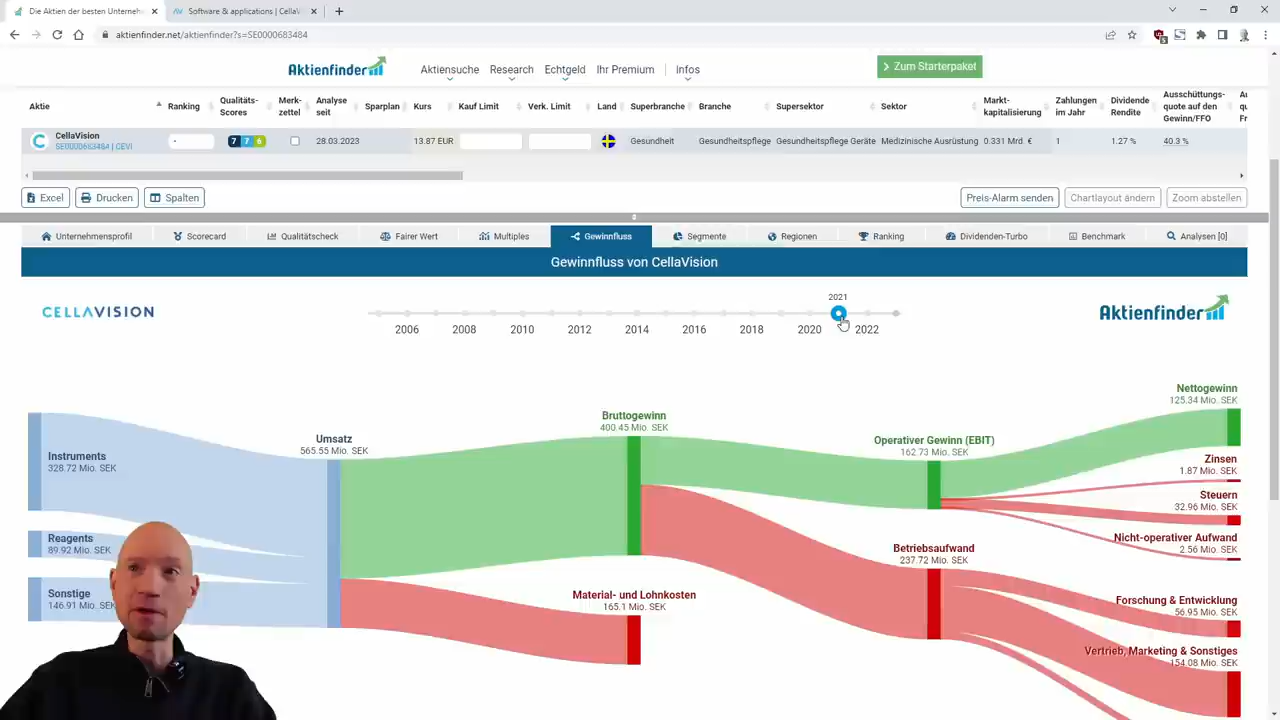 Die Aktien der besten Unterneh
Software & applications | CellaV
aktienfinder.net/aktienfinder?s=SE0000683484
Aktienfinder
Aktiensuche
Research
Echtgeld
Ihr Premium
Infos
Zum Starterpaket
Aktie
Ranking
Qualitäts-
Scores
Merk-
zettel
Analyse
seit
Sparplan
Kurs
Kauf Limit
Verk. Limit
Land
Superbranche
Branche
Supersektor
Sektor
Markt-
kapitalisierung
Zahlungen
im Jahr
Dividende
Rendite
Ausschüttungs-
quote auf den
Gewinn/FFO
CellaVision
SE0000683484 | CEVI
-
7 7 6
28.03.2023
13.87 EUR
Gesundheit
Gesundheitspflege
Gesundheitspflege Geräte
Medizinische Ausrüstung
0.331 Mrd. €
1
1.27 %
40.3 %
Excel
Drucken
Spalten
Preis-Alarm senden
Chartlayout ändern
Zoom abstellen
Unternehmensprofil
Scorecard
Qualitätscheck
Fairer Wert
Multiples
Gewinnfluss
Segmente
Regionen
Ranking
Dividenden-Turbo
Benchmark
Analysen [0]
Gewinnfluss von CellaVision
CELLAVISION
2021
2006 2008 2010 2012 2014 2016 2018 2020 2022
Aktienfinder
Nettogewinn
125.34 Mio. SEK
Bruttogewinn
400.45 Mio. SEK
Umsatz
565.55 Mio. SEK
Operativer Gewinn (EBIT)
162.73 Mio. SEK
Instruments
328.72 Mio. SEK
Zinsen
1.87 Mio. SEK
Steuern
32.96 Mio. SEK
Reagents
89.92 Mio. SEK
Nicht-operativer Aufwand
2.56 Mio. SEK
Betriebsaufwand
237.72 Mio. SEK
Sonstige
146.91 Mio. SEK
Material- und Lohnkosten
165.1 Mio. SEK
Forschung & Entwicklung
56.95 Mio. SEK
Vertrieb, Marketing & Sonstiges
154.08 Mio. SEK